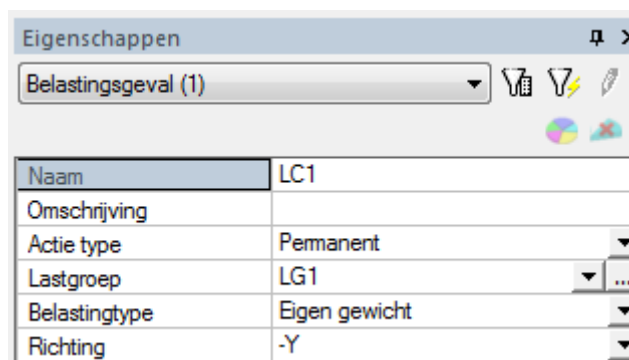 Eigenschappen
Belastingsgeval (1)
Naam LC1
Omschrijving
Actie type Permanent
Lastgroep LG1 ...
Belastingtype Eigen gewicht
Richting -Y